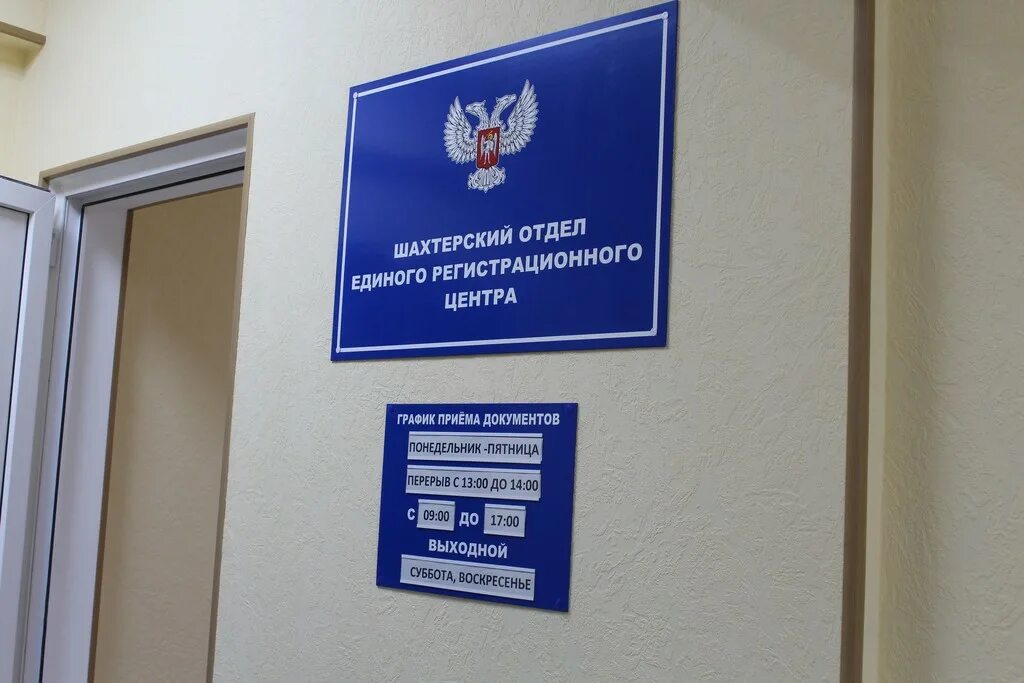 ШАХТЕРСКИЙ ОТДЕЛ
ЕДИНОГО РЕГИСТРАЦИОННОГО
ЦЕНТРА
ГРАФИК ПРИЁМА ДОКУМЕНТОВ
ПОНЕДЕЛЬНИК -ПЯТНИЦА
ПЕРЕРЫВ С 13:00 ДО 14:00
С 09:00 ДО 17:00
ВЫХОДНОЙ
СУББОТА, ВОСКРЕСЕНЬЕ